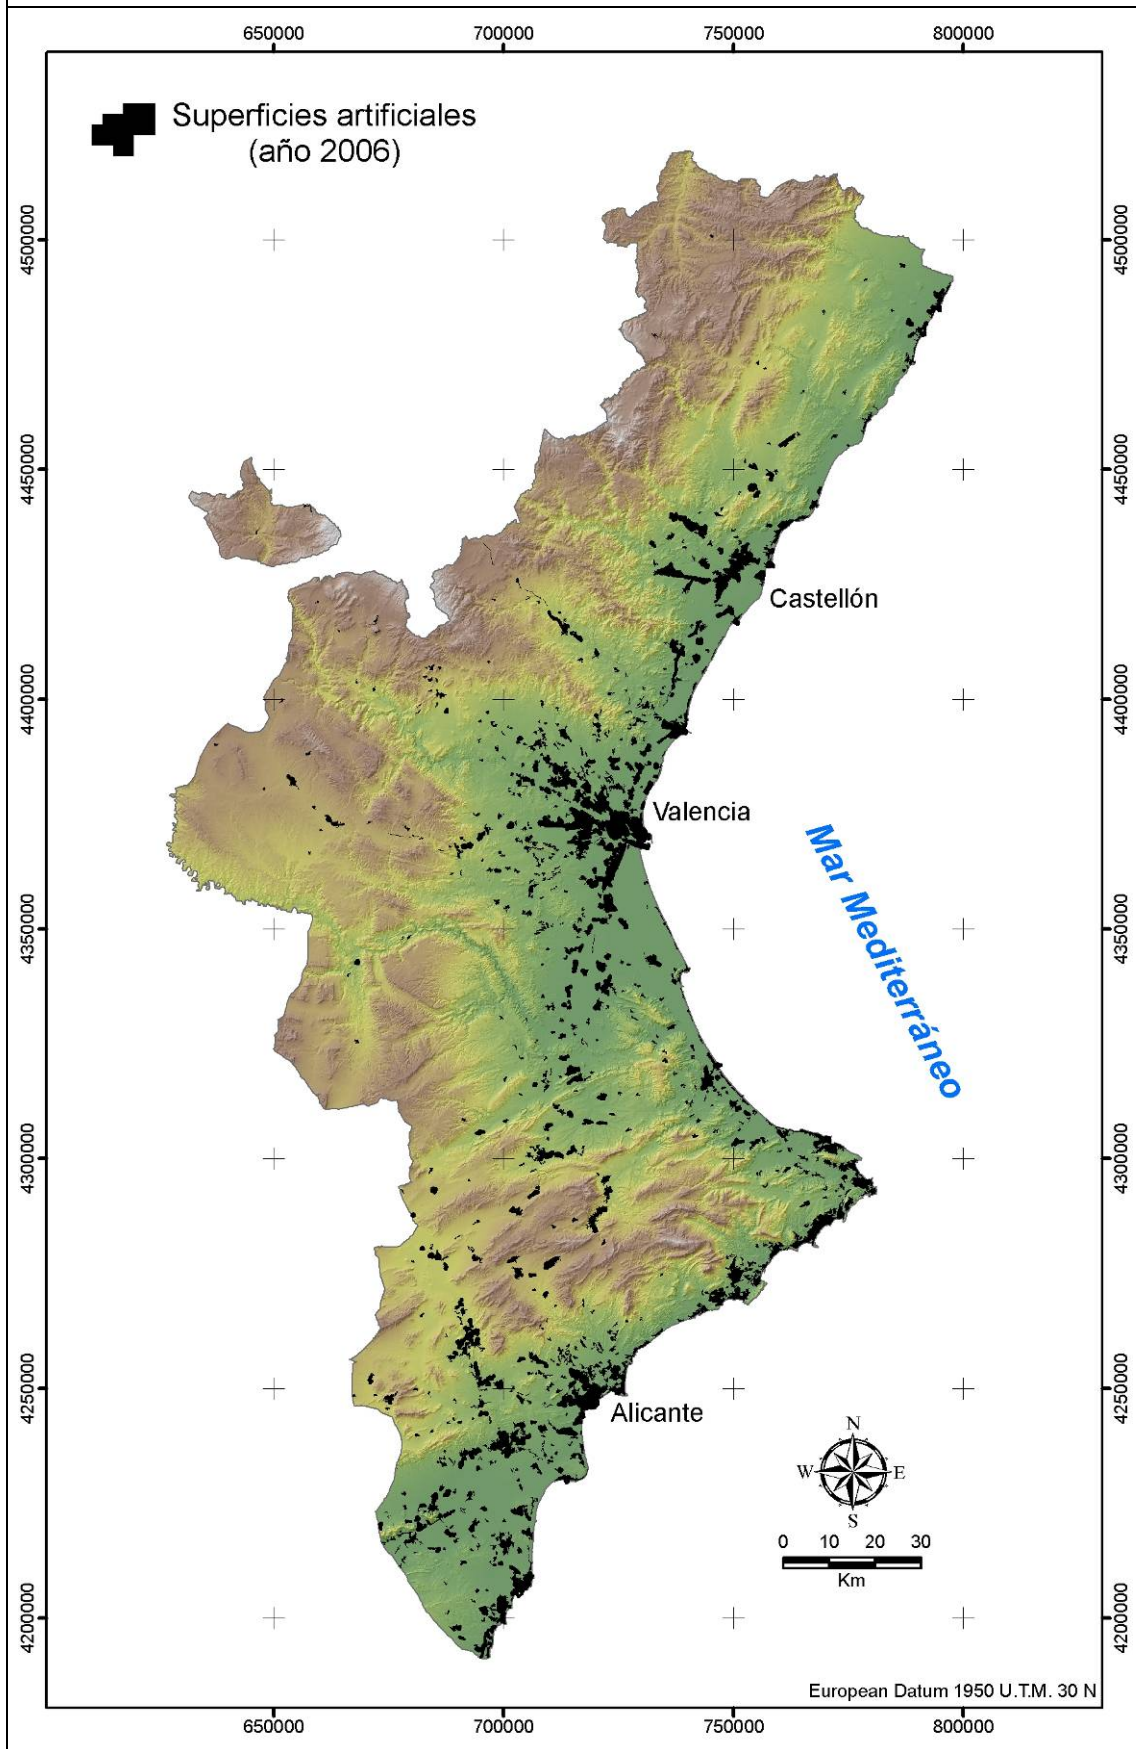 650000 700000 750000 800000
Superficies artificiales
(año 2006)
4500000 4500000
4450000 4450000
Castellón
4400000 4400000
Valencia
Mar Mediterráneo
4350000 4350000
4300000 4300000
4250000 4250000
Alicante
N
W E
S
0 10 20 30
Km
4200000 4200000
European Datum 1950 U.T.M. 30 N
650000 700000 750000 800000